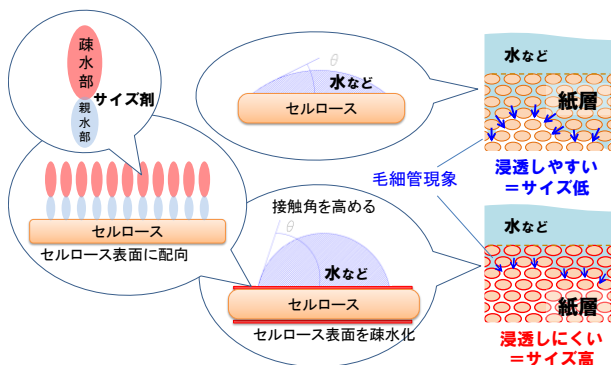 疎水部
サイズ剤
親水部
セルロース
セルロース表面に配向
θ
水など
セルロース
毛細管現象
接触角を高める
θ
水など
セルロース
セルロース表面を疎水化
水など
紙層
浸透しやすい
＝サイズ低
水など
紙層
浸透しにくい
＝サイズ高